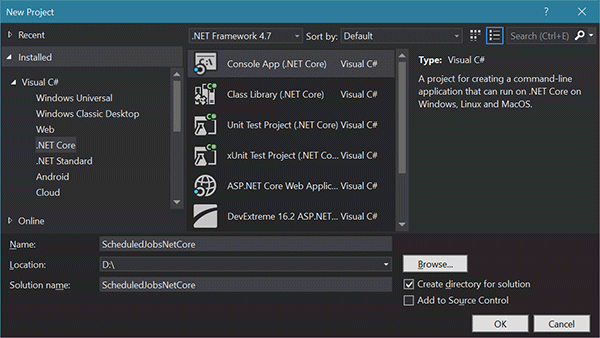 New Project
? ×
Recent
.NET Framework 4.7
Sort by: Default
Search (Ctrl+E)
Installed
Visual C#
Windows Universal
Windows Classic Desktop
Web
.NET Core
.NET Standard
Android
Cloud
Online
Console App (.NET Core) Visual C#
Class Library (.NET Core) Visual C#
Unit Test Project (.NET Core) Visual C#
xUnit Test Project (.NET Co... Visual C#
ASP.NET Core Web Applic... Visual C#
DevExtreme 16.2 ASP.NET... Visual C#
Type: Visual C#
A project for creating a command-line
application that can run on .NET Core on
Windows, Linux and MacOS.
Name: ScheduledJobsNetCore
Location: D:\
Browse...
Solution name: ScheduledJobsNetCore
Create directory for solution
Add to Source Control
OK
Cancel